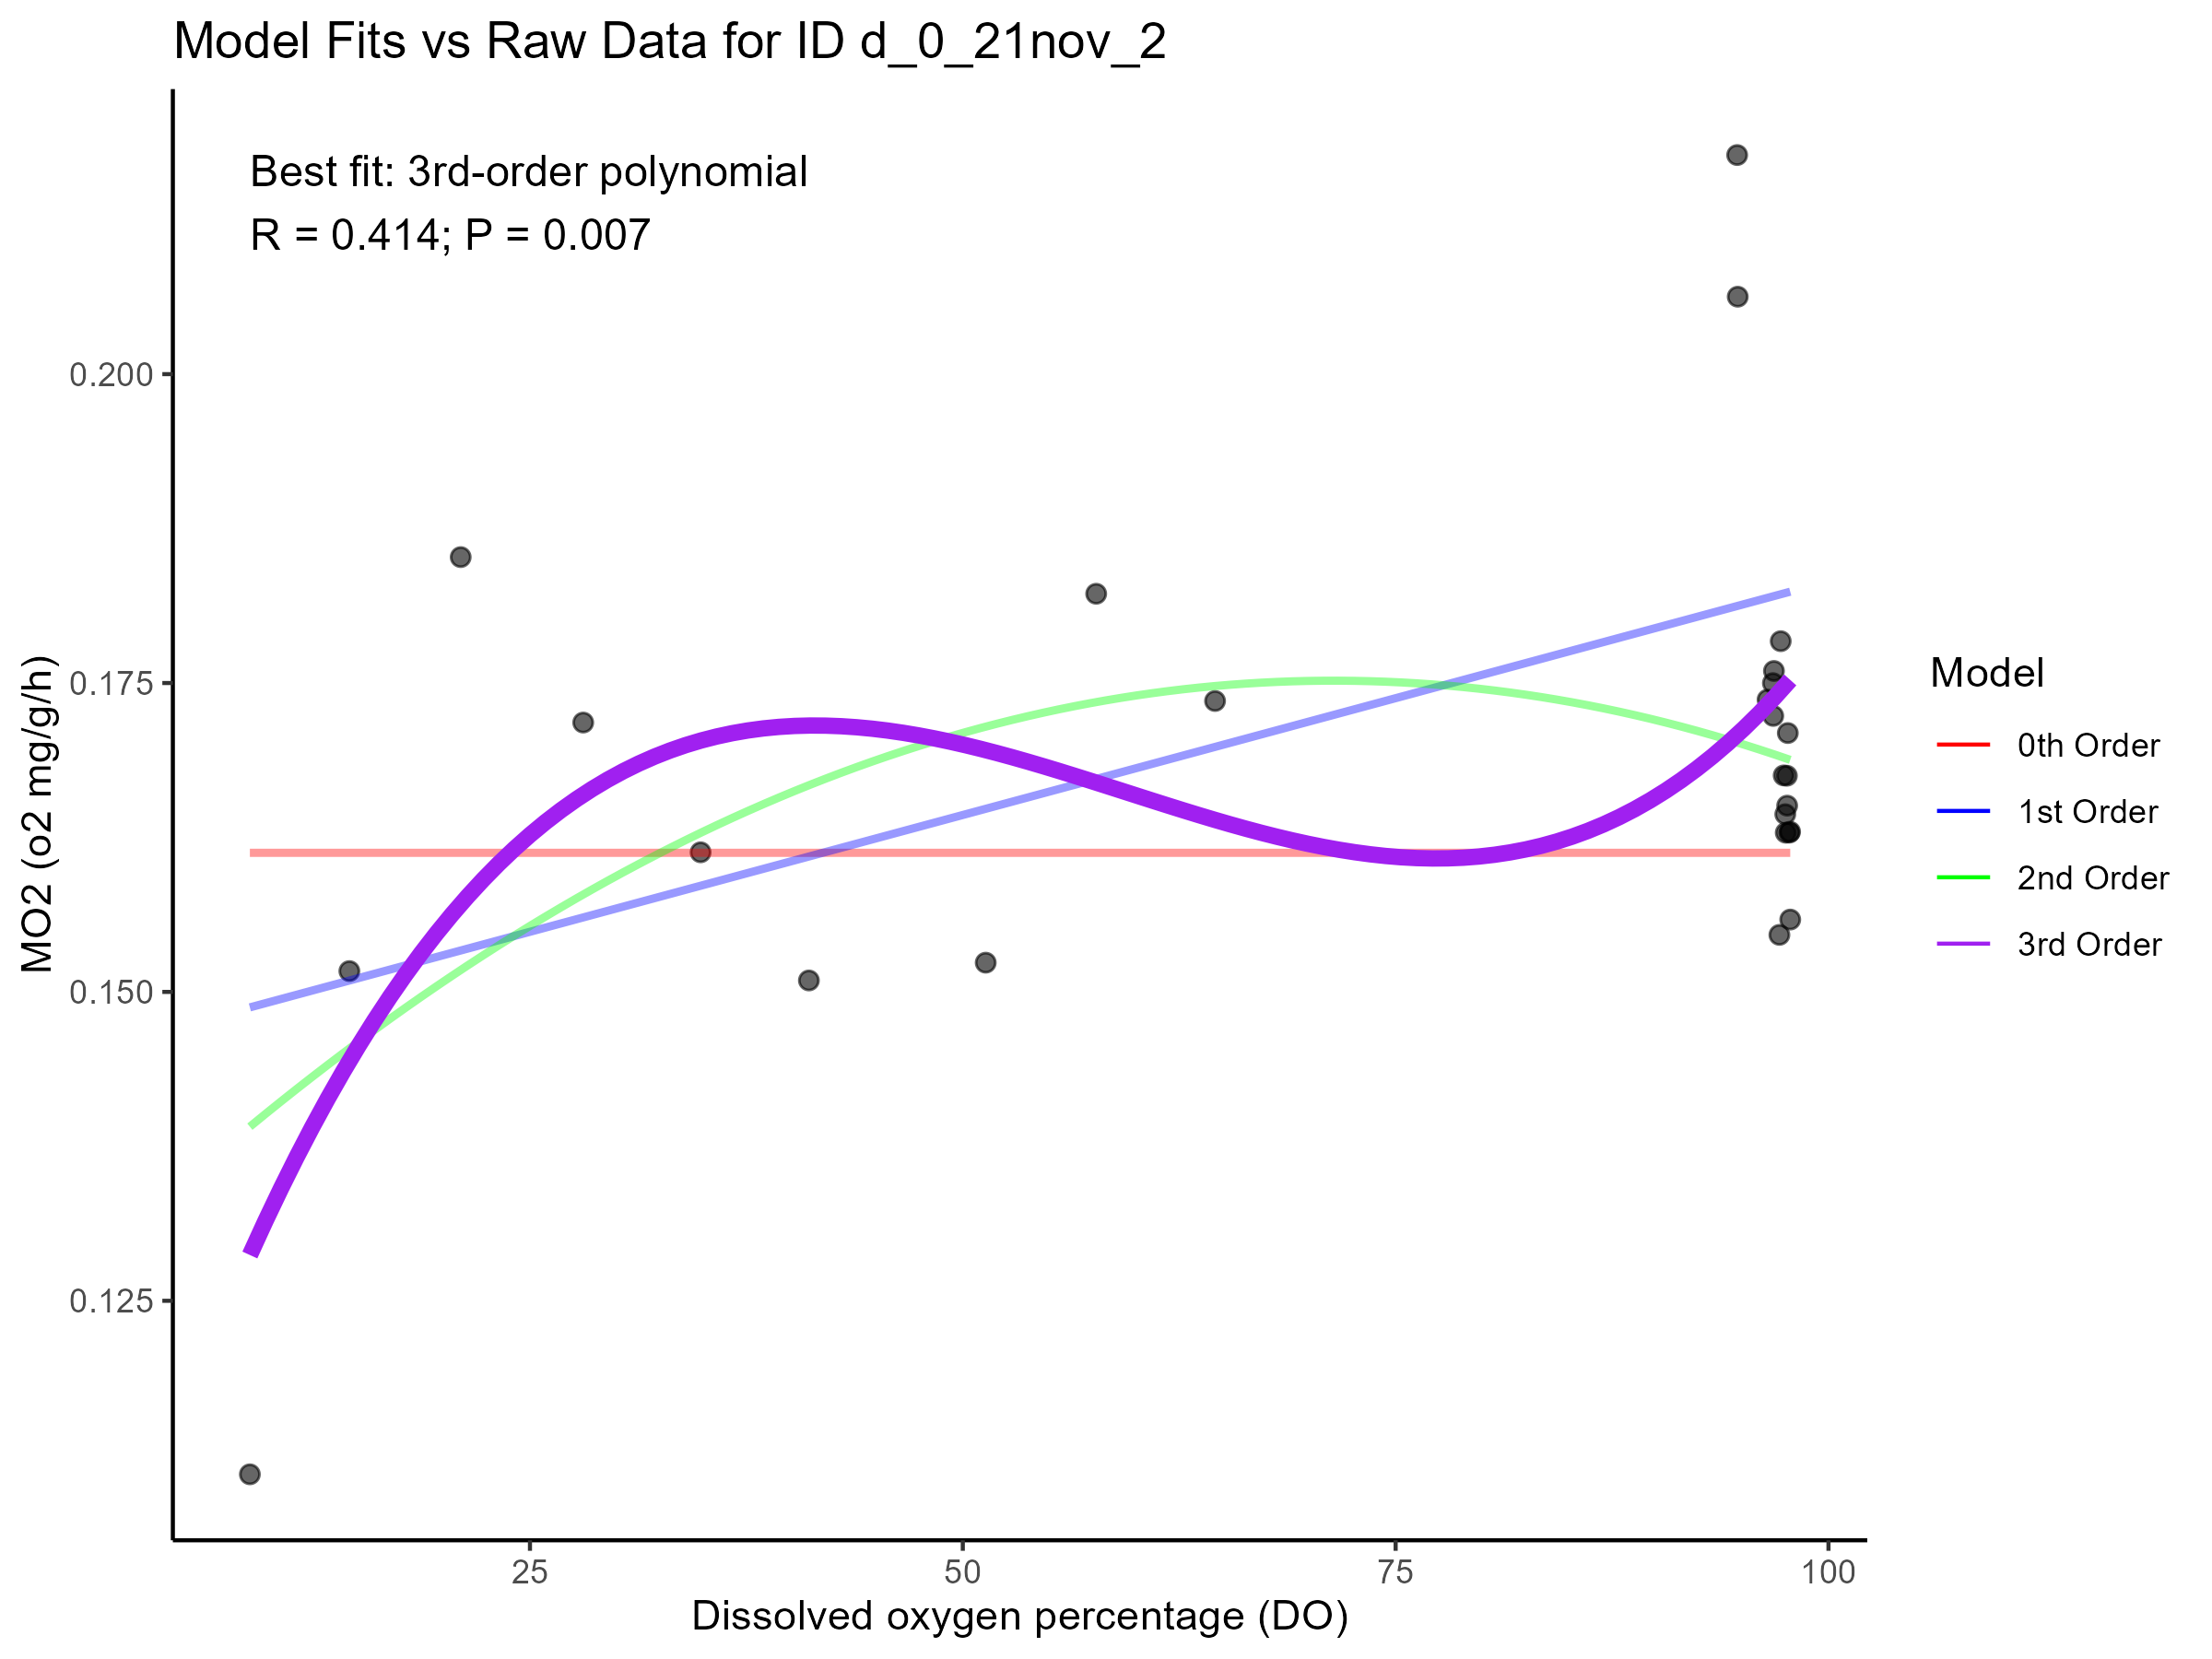 Model Fits vs Raw Data for ID d_0_21nov_2
Best fit: 3rd-order polynomial
R = 0.414; P = 0.007
MO2 (o2 mg/g/h)
0.200
0.175
0.150
0.125
25
50
75
100
Dissolved oxygen percentage (DO)
Model
0th Order
1st Order
2nd Order
3rd Order